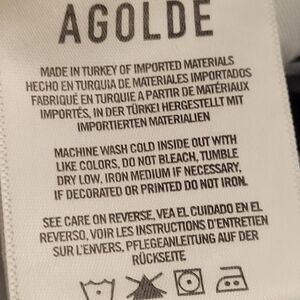 AGOLDE
MADE IN TURKEY OF IMPORTED MATERIALS
HECHO EN TURQUIA DE MATERIALES IMPORTADOS
FABRIQUÉ EN TURQUIE A PARTIR DE MATÉRIAUX
IMPORTÉS, IN DER TÜRKEI HERGESTELLT MIT
IMPORTIERTEN MATERIALIEN
MACHINE WASH COLD INSIDE OUT WITH
LIKE COLORS, DO NOT BLEACH, TUMBLE
DRY LOW, IRON MEDIUM IF NECESSARY,
IF DECORATED OR PRINTED DO NOT IRON.
SEE CARE ON REVERSE, VEA EL CUIDADO EN EL
REVERSO, VOIR LES INSTRUCTIONS D'ENTRETIEN
SUR L'ENVERS, PFLEGEANLEITUNG AUF DER
RÜCKSEITE